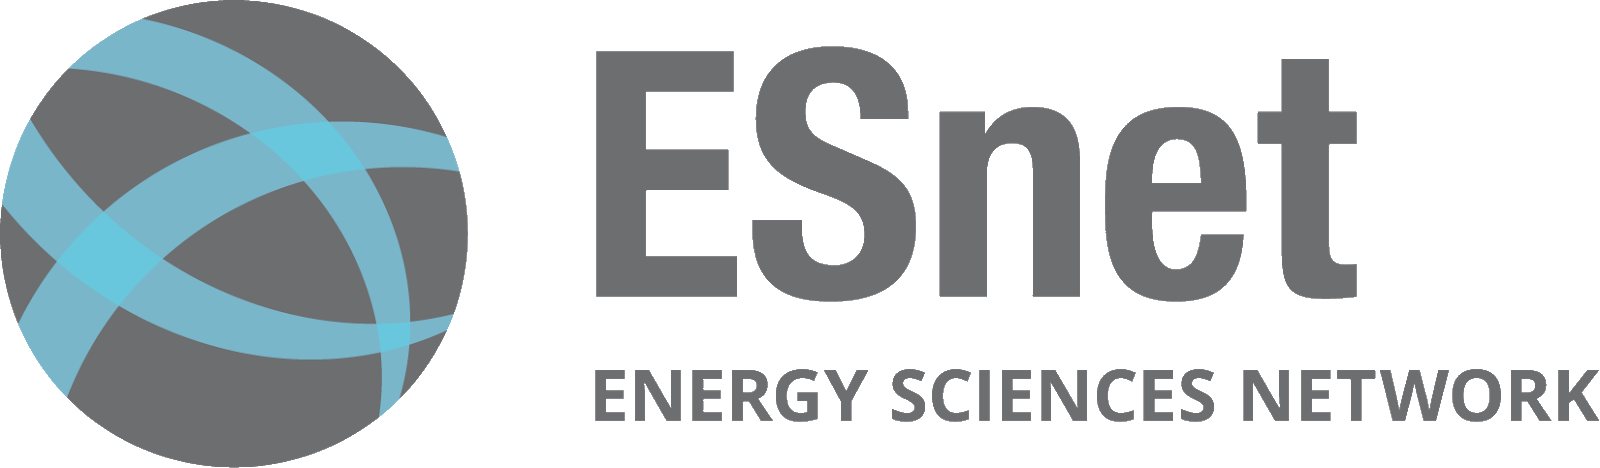 ESnet
ENERGY SCIENCES NETWORK